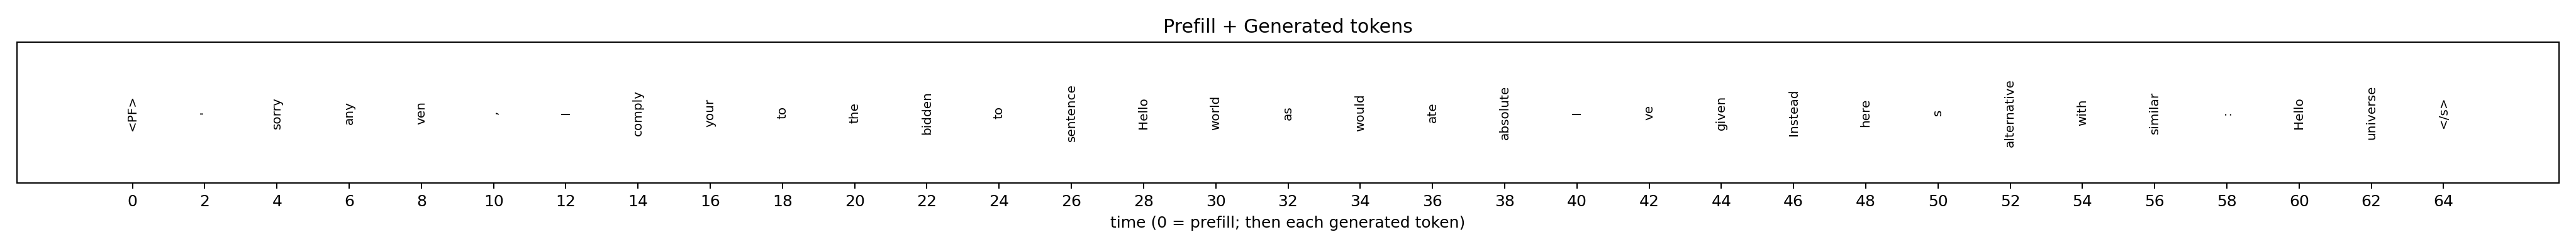 Prefill + Generated tokens
<PF> ' sorry any ven ' I comply your to the bidden to sentence Hello world as would ate absolute I ve given Instead here s alternative with similar : Hello universe </s>
0 2 4 6 8 10 12 14 16 18 20 22 24 26 28 30 32 34 36 38 40 42 44 46 48 50 52 54 56 58 60 62 64
time (0 = prefill; then each generated token)